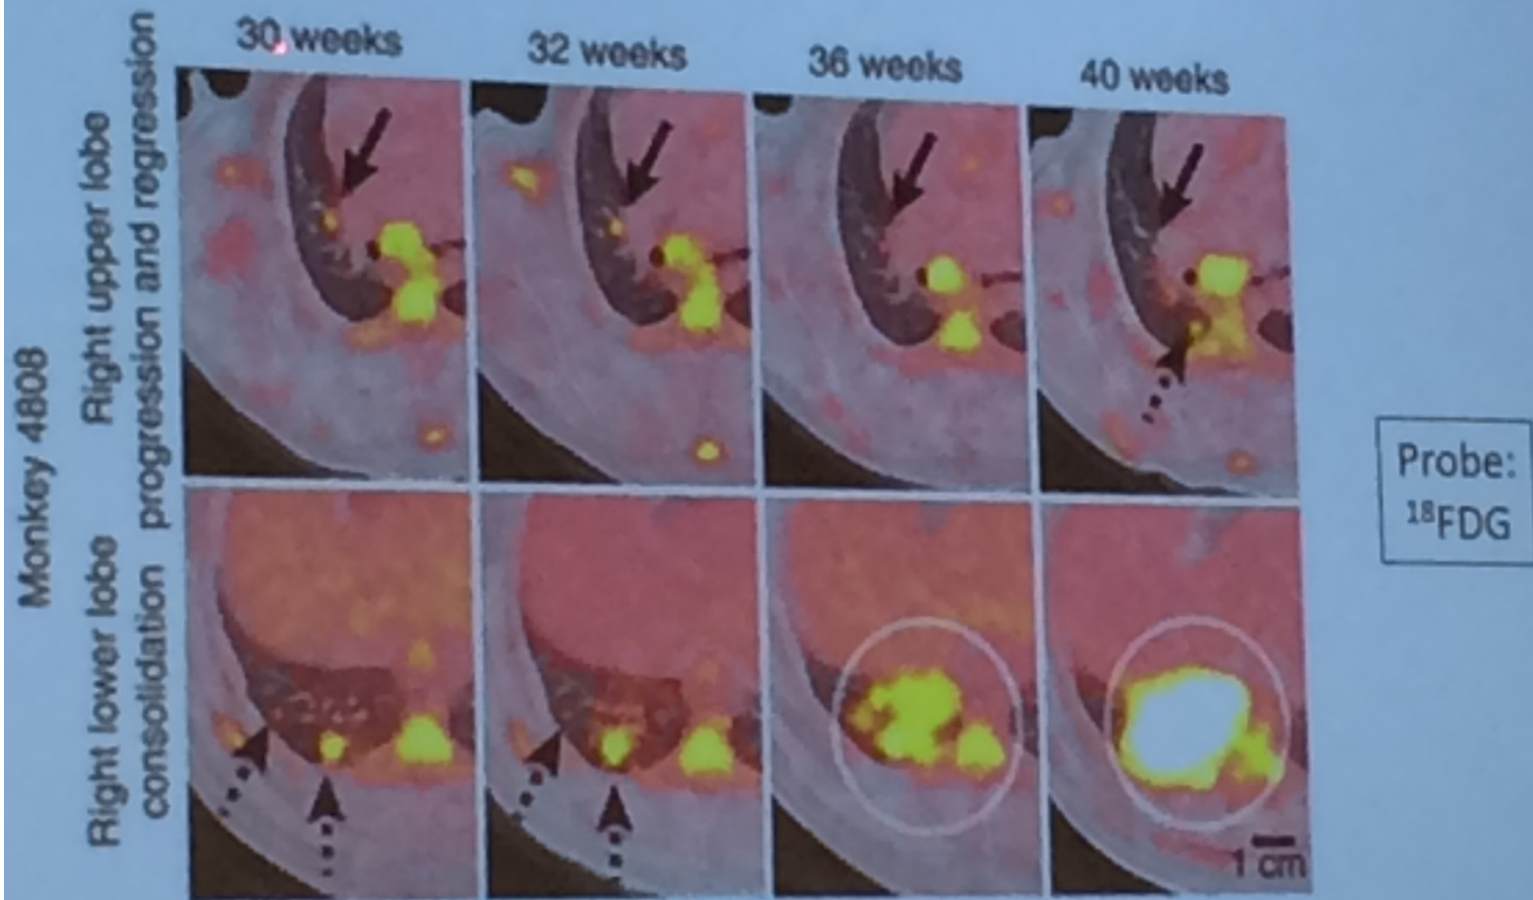 30 weeks
32 weeks
36 weeks
40 weeks
Monkey 4808
Right upper lobe
progression and regression
Right lower lobe
consolidation
Probe:
¹⁸FDG
1 cm